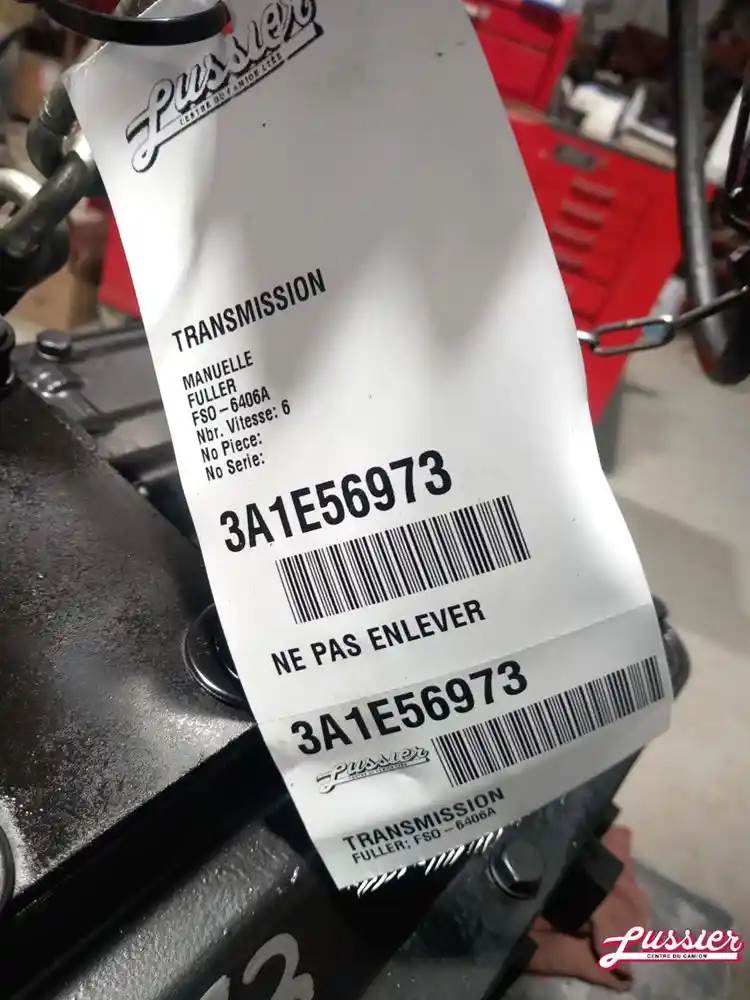 Lussier
CENTRE DU CAMION LTÉE
TRANSMISSION
MANUELLE
FULLER
FSO-6406A
Nbr. Vitesse: 6
No Piece:
No Serie:
3A1E56973
NE PAS ENLEVER
3A1E56973
Lussier
TRANSMISSION
FULLER; FSO-6406A
Lussier
CENTRE DU CAMION